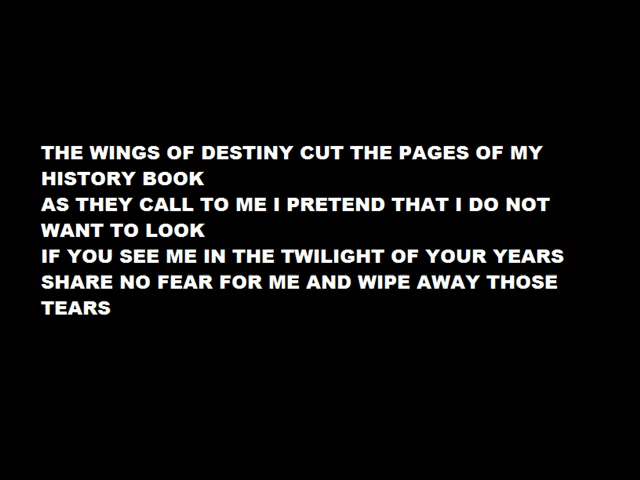 THE WINGS OF DESTINY CUT THE PAGES OF MY
HISTORY BOOK
AS THEY CALL TO ME I PRETEND THAT I DO NOT
WANT TO LOOK
IF YOU SEE ME IN THE TWILIGHT OF YOUR YEARS
SHARE NO FEAR FOR ME AND WIPE AWAY THOSE
TEARS